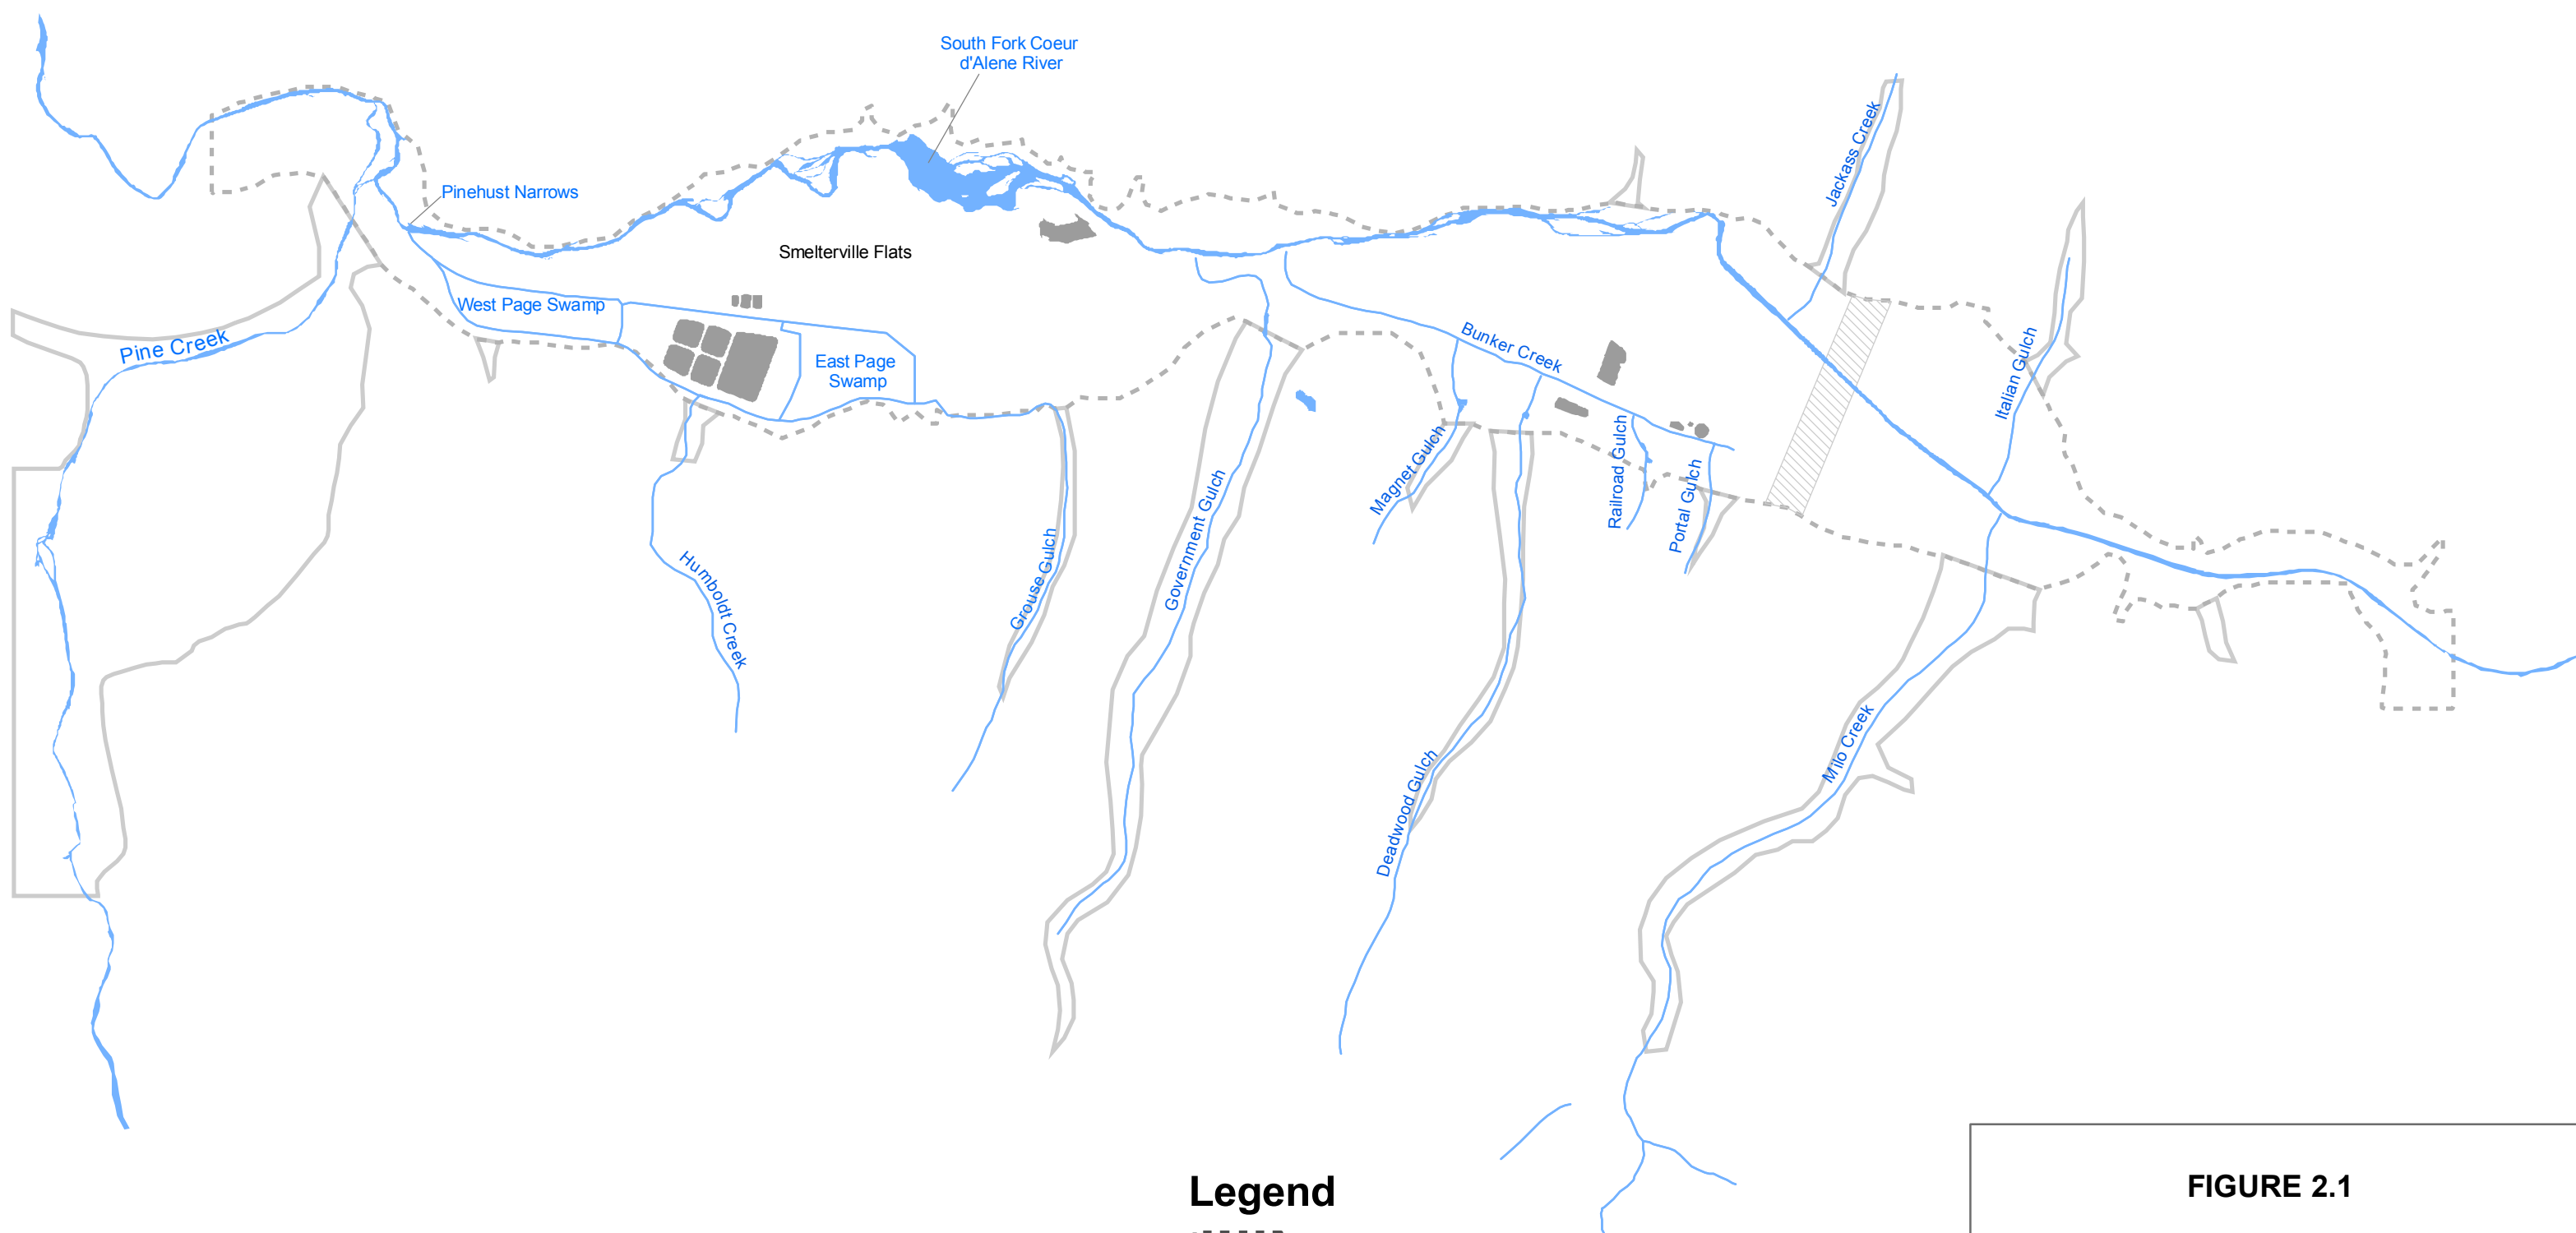 South Fork Coeur
d'Alene River
Jackass Creek
Pinehust Narrows
Smelterville Flats
West Page Swamp
Pine Creek
East Page
Swamp
Bunker Creek
Italian Gulch
Magnet Gulch
Railroad Gulch
Portal Gulch
Government Gulch
Grouse Gulch
Humboldt Creek
Deadwood Gulch
Milo Creek
Legend
FIGURE 2.1